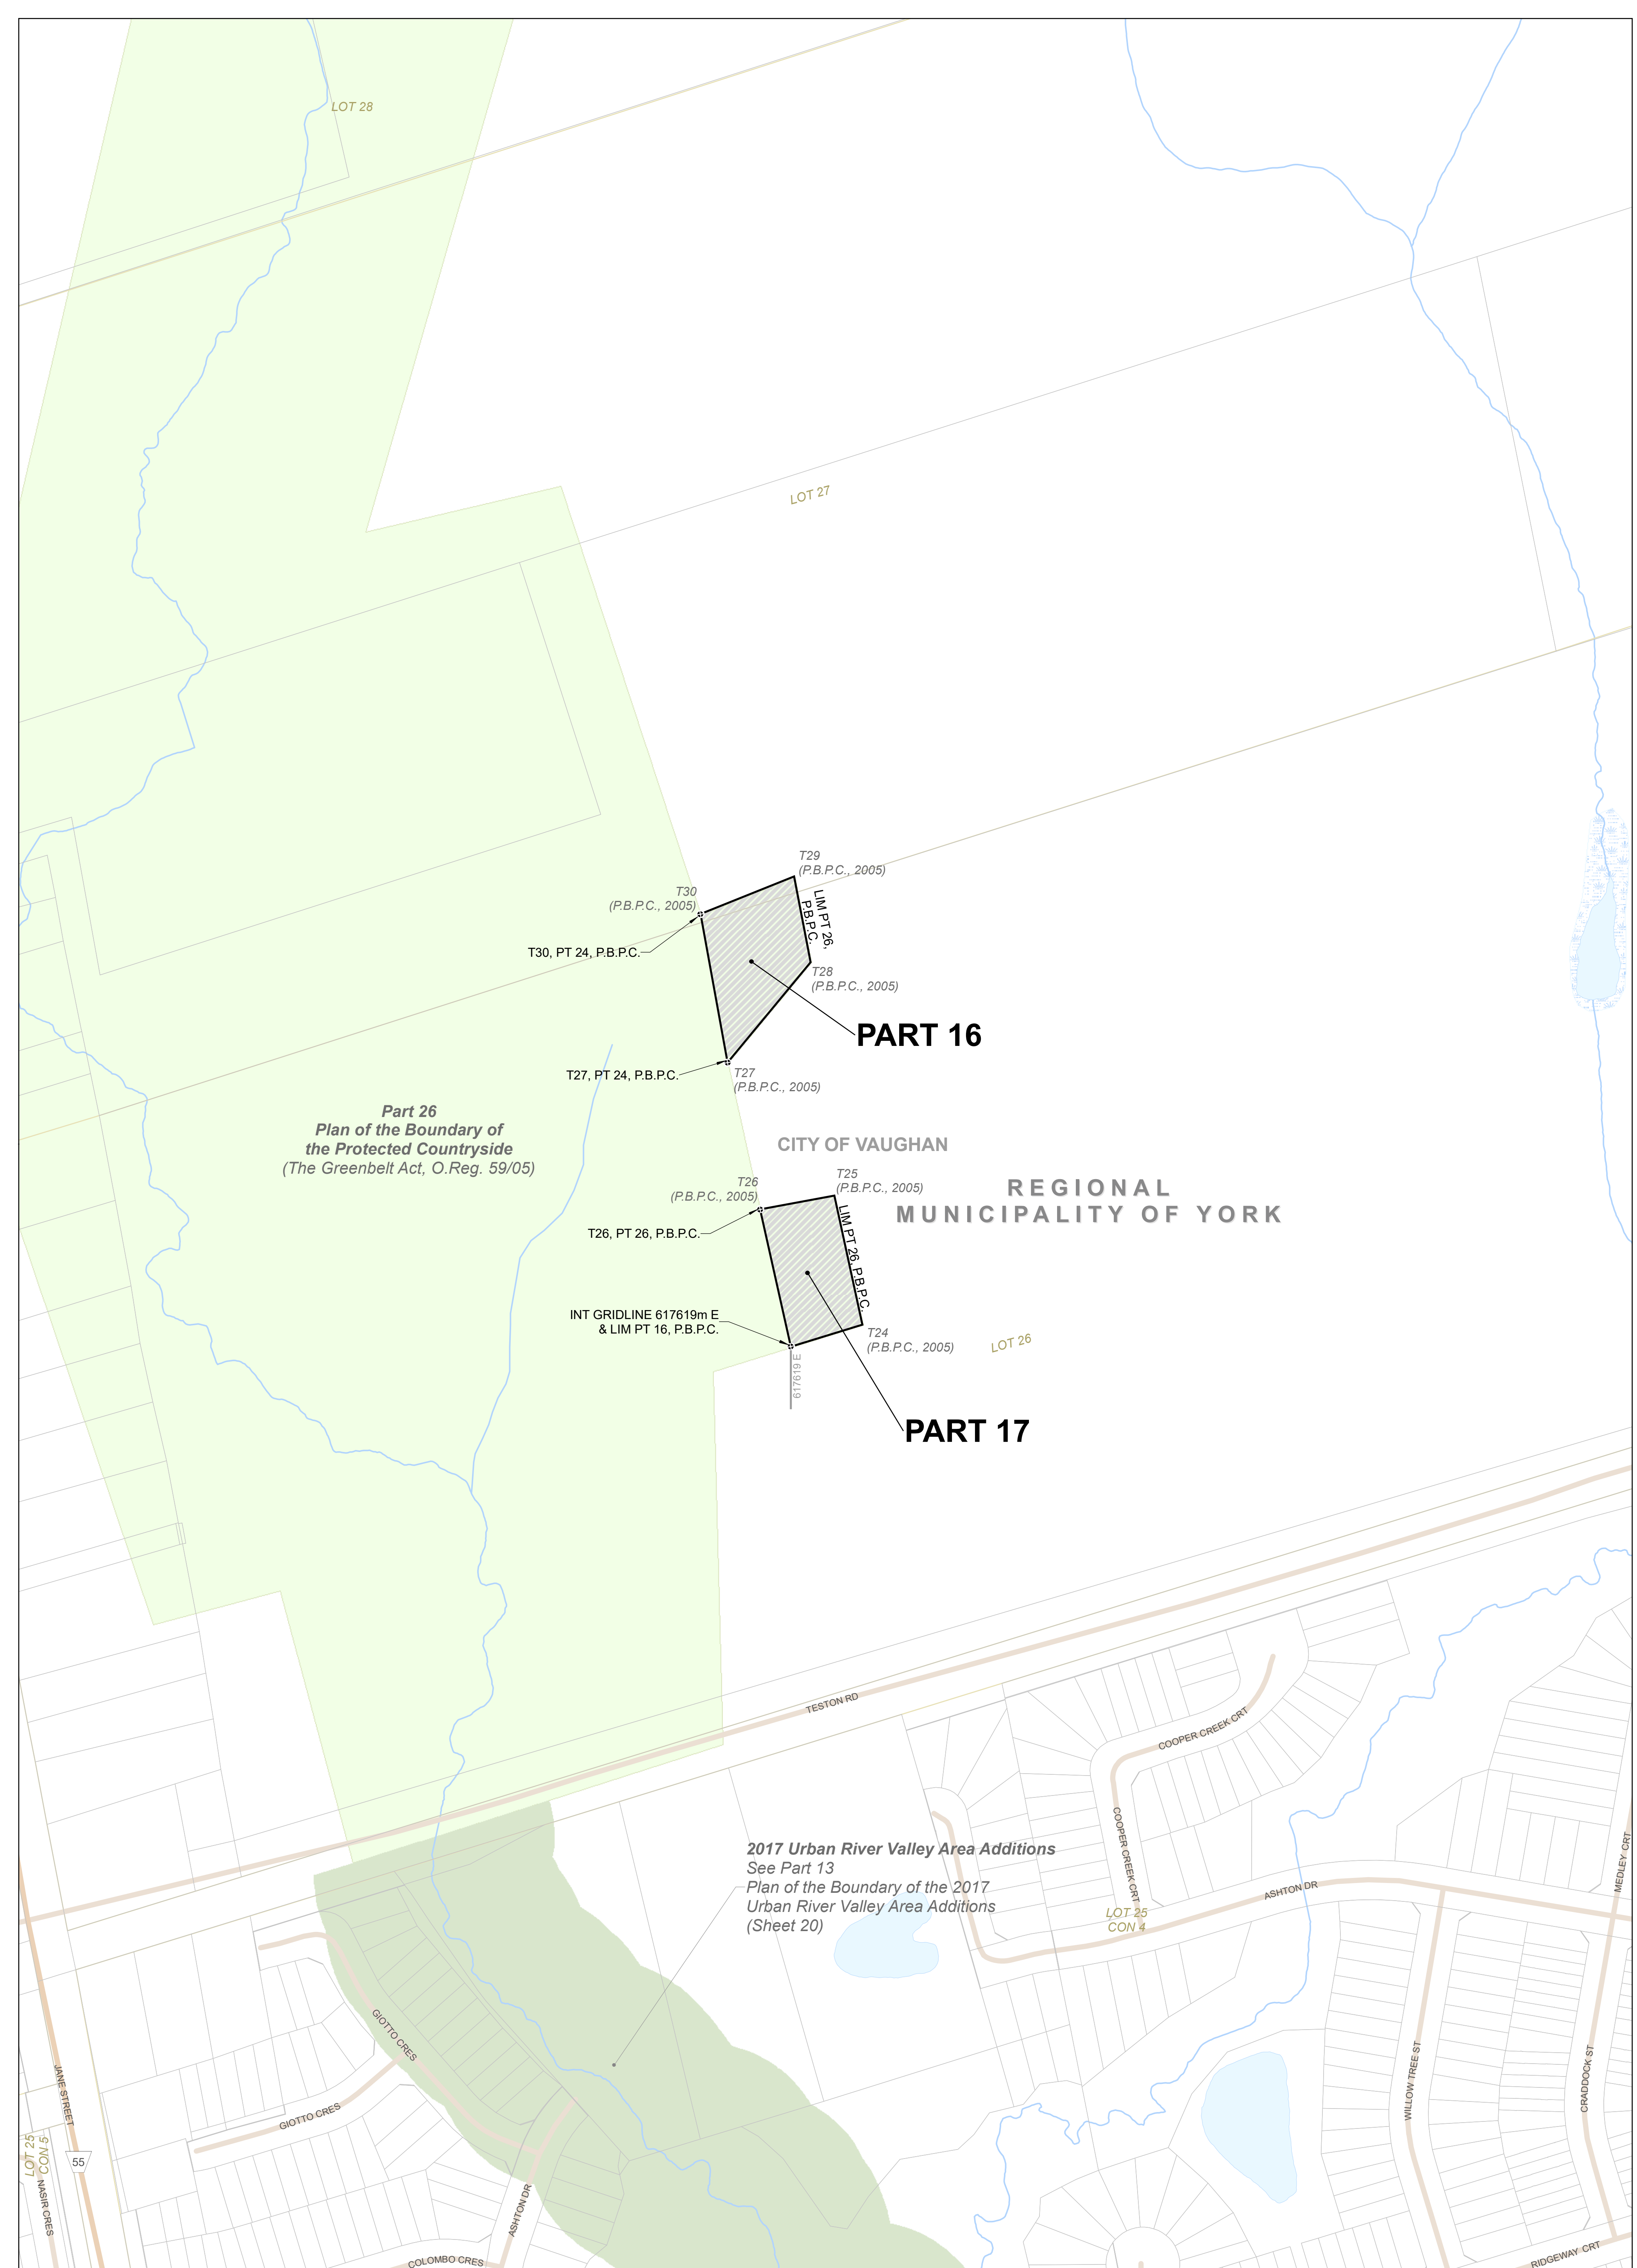 LOT 28
LOT 27
T29
(P.B.P.C., 2005)
T30
(P.B.P.C., 2005)
LIM PT 26,
P.B.P.C.
T30, PT 24, P.B.P.C.
T28
(P.B.P.C., 2005)
PART 16
T27, PT 24, P.B.P.C.
T27
(P.B.P.C., 2005)
Part 26
Plan of the Boundary of
the Protected Countryside
(The Greenbelt Act, O.Reg. 59/05)
CITY OF VAUGHAN
T26
(P.B.P.C., 2005)
T25
(P.B.P.C., 2005)
REGIONAL
MUNICIPALITY OF YORK
T26, PT 26, P.B.P.C.
LIM PT 26, P.B.P.C.
INT GRIDLINE 617619m E
& LIM PT 16, P.B.P.C.
T24
(P.B.P.C., 2005)
LOT 26
617619 E
PART 17
TESTON RD
COOPER CREEK CRT
COOPER CREEK CRT
2017 Urban River Valley Area Additions
See Part 13
Plan of the Boundary of the 2017
Urban River Valley Area Additions
(Sheet 20)
MEDLEY CRT
ASHTON DR
LOT 25
CON 4
GIOTTO CRES
JANE STREET
GIOTTO CRES
WILLOW TREE ST
CRADDOCK ST
LOT 25
CON 5
55
NASIR CRES
ASHTON DR
COLOMBO CRES
RIDGEWAY CRT